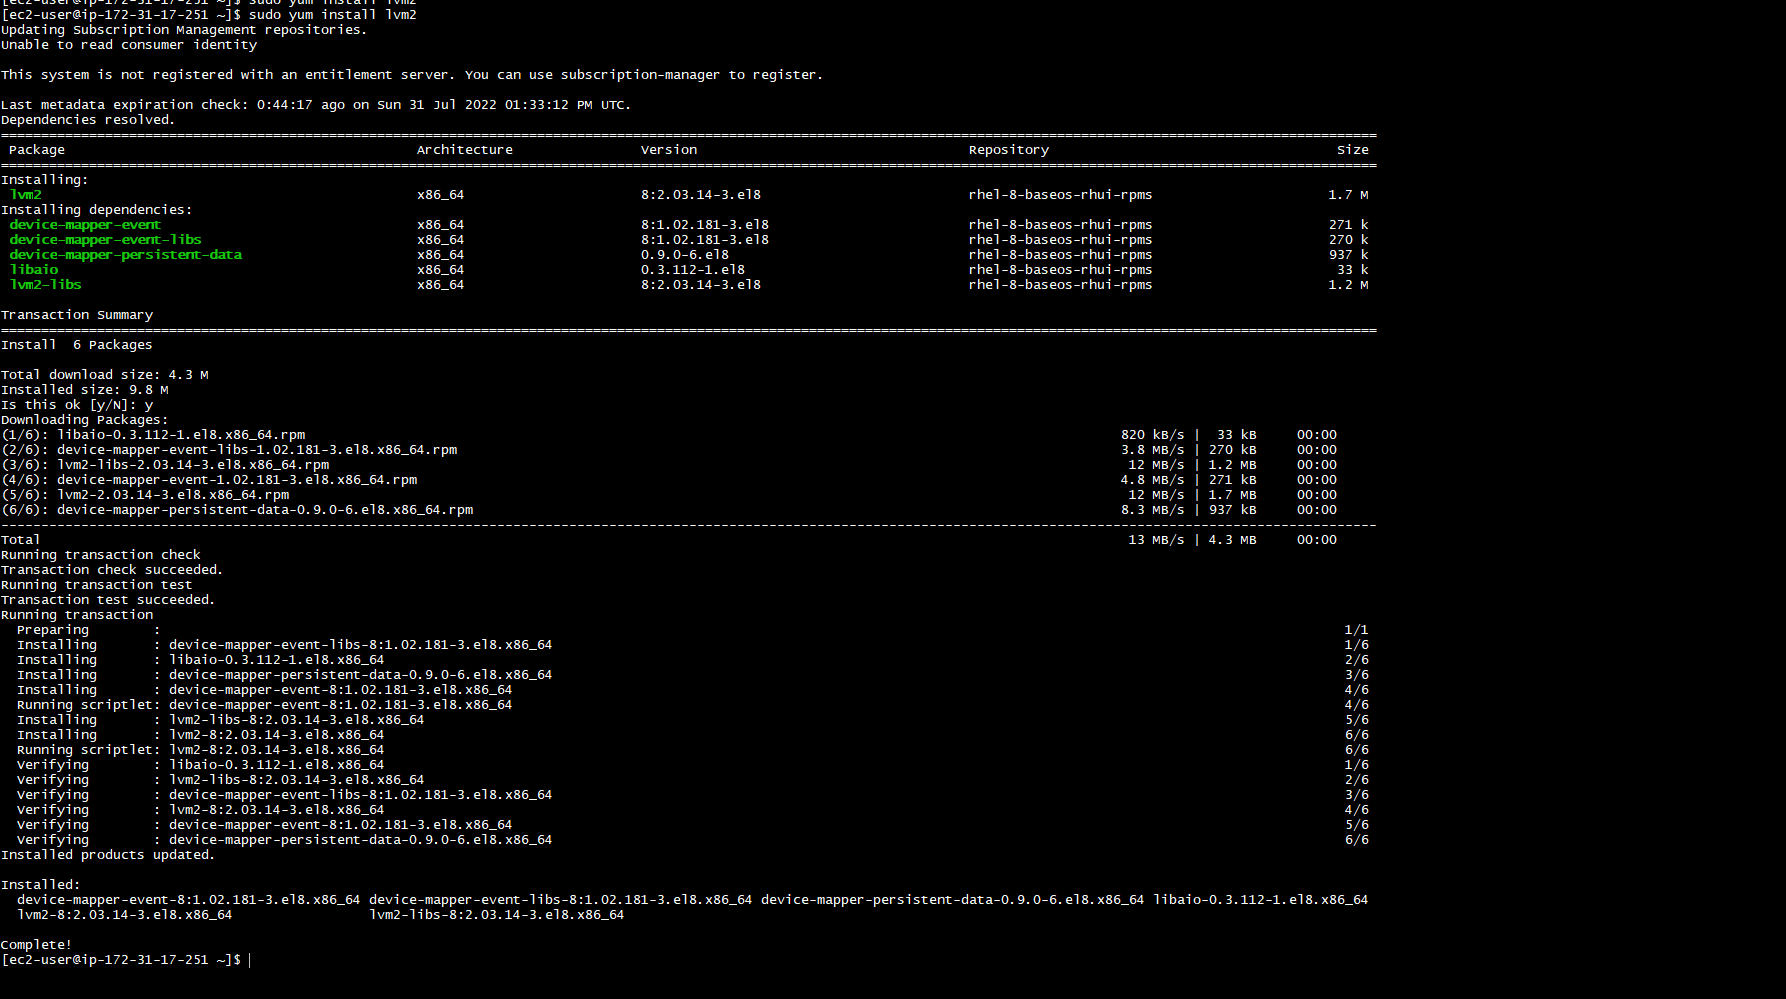 [ec2-user@ip-172-31-17-251 ~]$ sudo yum install lvm2
[ec2-user@ip-172-31-17-251 ~]$ sudo yum install lvm2
Updating Subscription Management repositories.
Unable to read consumer identity
This system is not registered with an entitlement server. You can use subscription-manager to register.
Last metadata expiration check: 0:44:17 ago on Sun 31 Jul 2022 01:33:12 PM UTC.
Dependencies resolved.
Package Architecture Version Repository Size
Installing:
lvm2 x86_64 8:2.03.14-3.el8 rhel-8-baseos-rhui-rpms 1.7 M
Installing dependencies:
device-mapper-event x86_64 8:1.02.181-3.el8 rhel-8-baseos-rhui-rpms 271 k
device-mapper-event-libs x86_64 8:1.02.181-3.el8 rhel-8-baseos-rhui-rpms 270 k
device-mapper-persistent-data x86_64 0.9.0-6.el8 rhel-8-baseos-rhui-rpms 937 k
libaio x86_64 0.3.112-1.el8 rhel-8-baseos-rhui-rpms 33 k
lvm2-libs x86_64 8:2.03.14-3.el8 rhel-8-baseos-rhui-rpms 1.2 M
Transaction Summary
Install 6 Packages
Total download size: 4.3 M
Installed size: 9.8 M
Is this ok [y/N]: y
Downloading Packages:
(1/6): libaio-0.3.112-1.el8.x86_64.rpm 820 kB/s | 33 kB 00:00
(2/6): device-mapper-event-libs-1.02.181-3.el8.x86_64.rpm 3.8 MB/s | 270 kB 00:00
(3/6): lvm2-libs-2.03.14-3.el8.x86_64.rpm 12 MB/s | 1.2 MB 00:00
(4/6): device-mapper-event-1.02.181-3.el8.x86_64.rpm 4.8 MB/s | 271 kB 00:00
(5/6): lvm2-2.03.14-3.el8.x86_64.rpm 12 MB/s | 1.7 MB 00:00
(6/6): device-mapper-persistent-data-0.9.0-6.el8.x86_64.rpm 8.3 MB/s | 937 kB 00:00
Total 13 MB/s | 4.3 MB 00:00
Running transaction check
Transaction check succeeded.
Running transaction test
Transaction test succeeded.
Running transaction
Preparing : 1/1
Installing : device-mapper-event-libs-8:1.02.181-3.el8.x86_64 1/6
Installing : libaio-0.3.112-1.el8.x86_64 2/6
Installing : device-mapper-persistent-data-0.9.0-6.el8.x86_64 3/6
Installing : device-mapper-event-8:1.02.181-3.el8.x86_64 4/6
Running scriptlet: device-mapper-event-8:1.02.181-3.el8.x86_64 4/6
Installing : lvm2-libs-8:2.03.14-3.el8.x86_64 5/6
Installing : lvm2-8:2.03.14-3.el8.x86_64 6/6
Running scriptlet: lvm2-8:2.03.14-3.el8.x86_64 6/6
Verifying : libaio-0.3.112-1.el8.x86_64 1/6
Verifying : lvm2-libs-8:2.03.14-3.el8.x86_64 2/6
Verifying : device-mapper-event-libs-8:1.02.181-3.el8.x86_64 3/6
Verifying : lvm2-8:2.03.14-3.el8.x86_64 4/6
Verifying : device-mapper-event-8:1.02.181-3.el8.x86_64 5/6
Verifying : device-mapper-persistent-data-0.9.0-6.el8.x86_64 6/6
Installed products updated.
Installed:
device-mapper-event-8:1.02.181-3.el8.x86_64 device-mapper-event-libs-8:1.02.181-3.el8.x86_64 device-mapper-persistent-data-0.9.0-6.el8.x86_64 libaio-0.3.112-1.el8.x86_64
lvm2-8:2.03.14-3.el8.x86_64 lvm2-libs-8:2.03.14-3.el8.x86_64
Complete!
[ec2-user@ip-172-31-17-251 ~]$